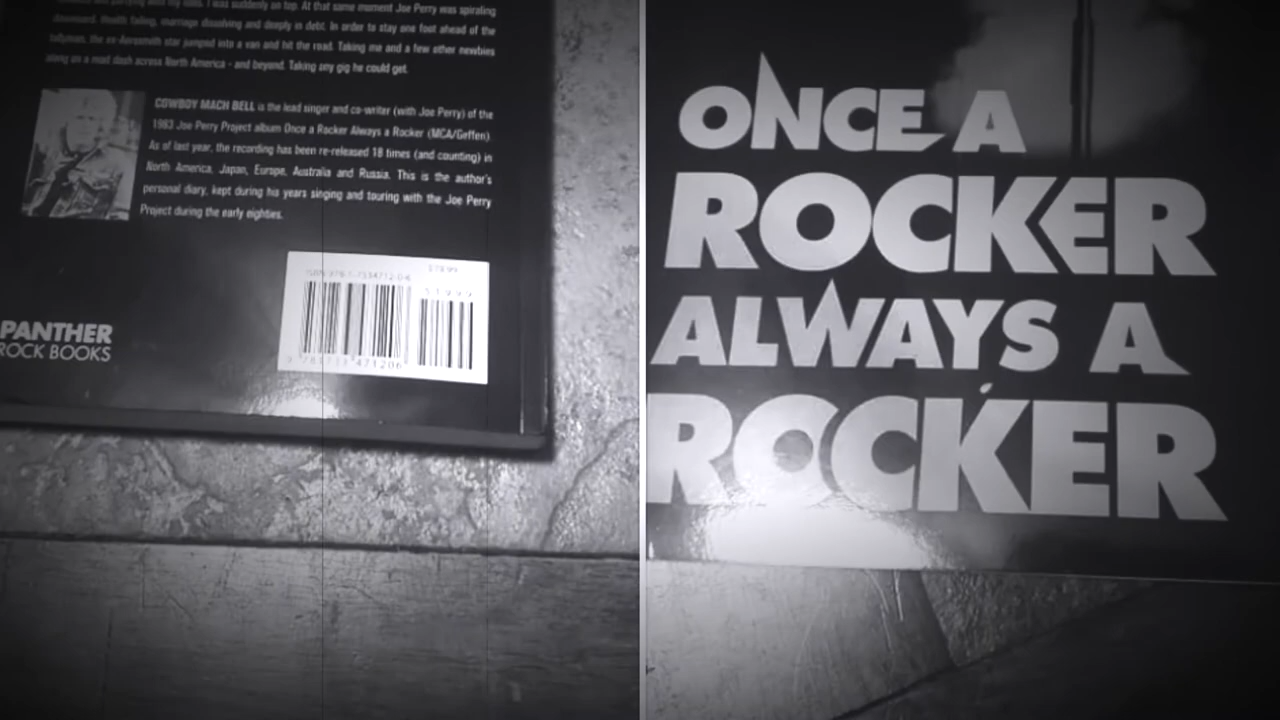 partying with my idols. I was suddenly on top. At that same moment Joe Perry was spiraling
downward. Health failing, marriage dissolving and deeply in debt. In order to stay one foot ahead of the
tallyman, the ex-Aerosmith star jumped into a van and hit the road. Taking me and a few other newbies
along on a mad dash across North America - and beyond. Taking any gig he could get.
COWBOY MACH BELL is the lead singer and co-writer (with Joe Perry) of the
1983 Joe Perry Project album Once a Rocker Always a Rocker (MCA/Geffen).
As of last year, the recording has been re-released 18 times (and counting) in
North America, Japan, Europe, Australia and Russia. This is the author's
personal diary, kept during his years singing and touring with the Joe Perry
Project during the early eighties.
PANTHER
ROCK BOOKS
ONCE A
ROCKER
ALWAYS A
ROCKER